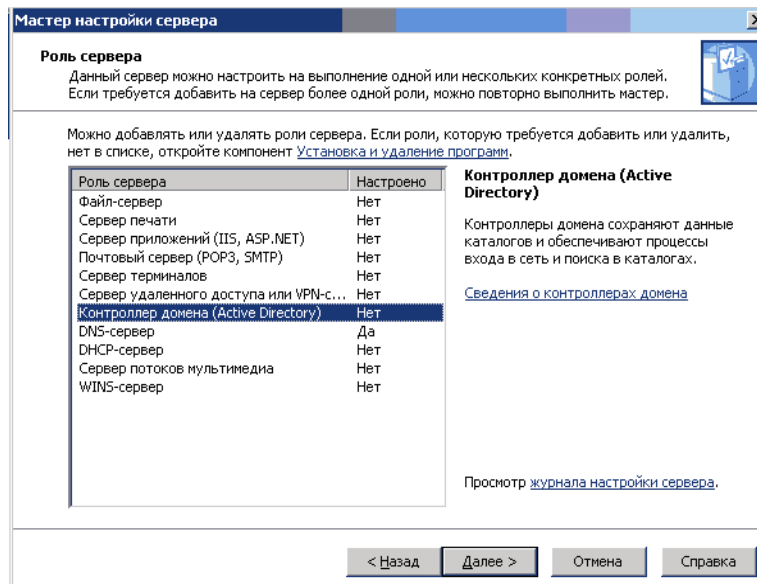 Мастер настройки сервера
Роль сервера
Данный сервер можно настроить на выполнение одной или нескольких конкретных ролей.
Если требуется добавить на сервер более одной роли, можно повторно выполнить мастер.
Можно добавлять или удалять роли сервера. Если роли, которую требуется добавить или удалить,
нет в списке, откройте компонент Установка и удаление программ.
Роль сервера Настроено
Файл-сервер Нет
Сервер печати Нет
Сервер приложений (IIS, ASP.NET) Нет
Почтовый сервер (POP3, SMTP) Нет
Сервер терминалов Нет
Сервер удаленного доступа или VPN-с... Нет
Контроллер домена (Active Directory) Нет
DNS-сервер Да
DHCP-сервер Нет
Сервер потоков мультимедиа Нет
WINS-сервер Нет
Контроллер домена (Active
Directory)
Контроллеры домена сохраняют данные
каталогов и обеспечивают процессы
входа в сеть и поиска в каталогах.
Сведения о контроллерах домена
Просмотр журнала настройки сервера.
< Назад Далее > Отмена Справка